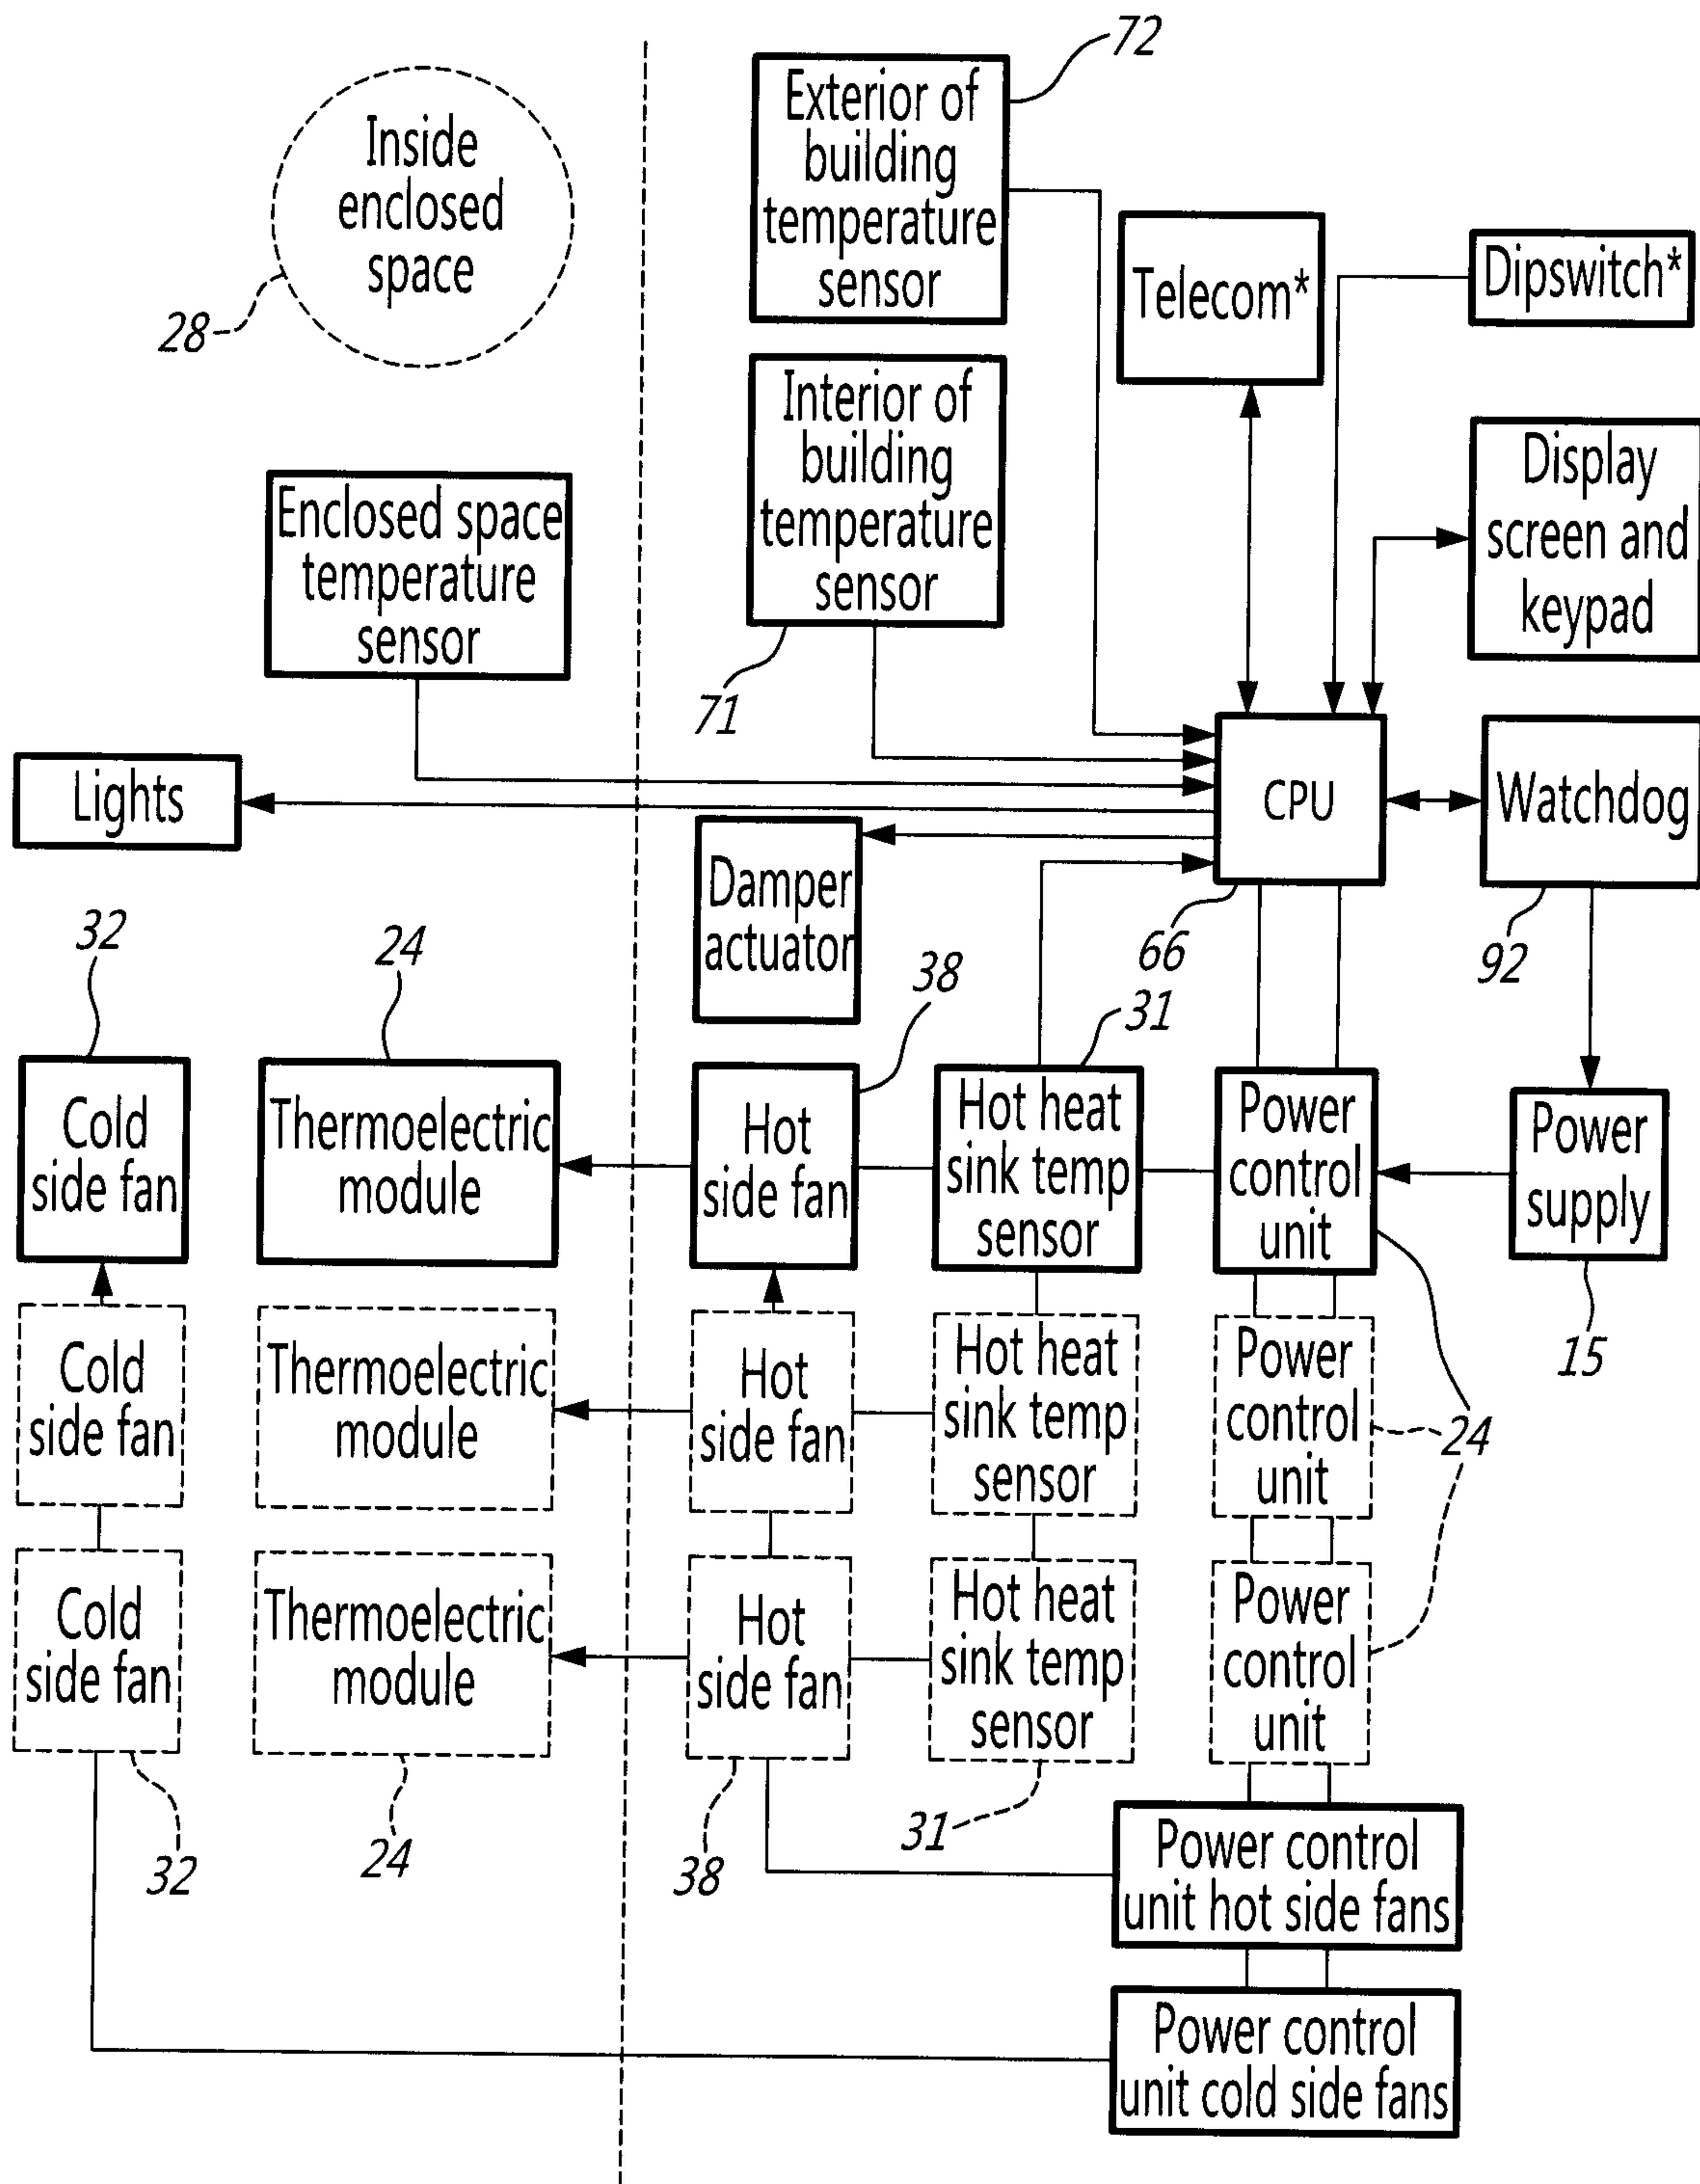 72
Exterior of
building
temperature
sensor
Inside
enclosed
space
28
Telecom*
Dipswitch*
Interior of
building
temperature
sensor
71
Display
screen and
keypad
Enclosed space
temperature
sensor
Lights
CPU
66
Watchdog
92
Damper
actuator
32
24
38
31
Cold
side fan
Thermoelectric
module
Hot
side fan
Hot heat
sink temp
sensor
Power
control
unit
Power
supply
15
Cold
side fan
Thermoelectric
module
Hot
side fan
Hot heat
sink temp
sensor
Power
control
unit
24
Cold
side fan
Thermoelectric
module
Hot
side fan
Hot heat
sink temp
sensor
Power
control
unit
32
24
38
31
Power control
unit hot side fans
Power control
unit cold side fans